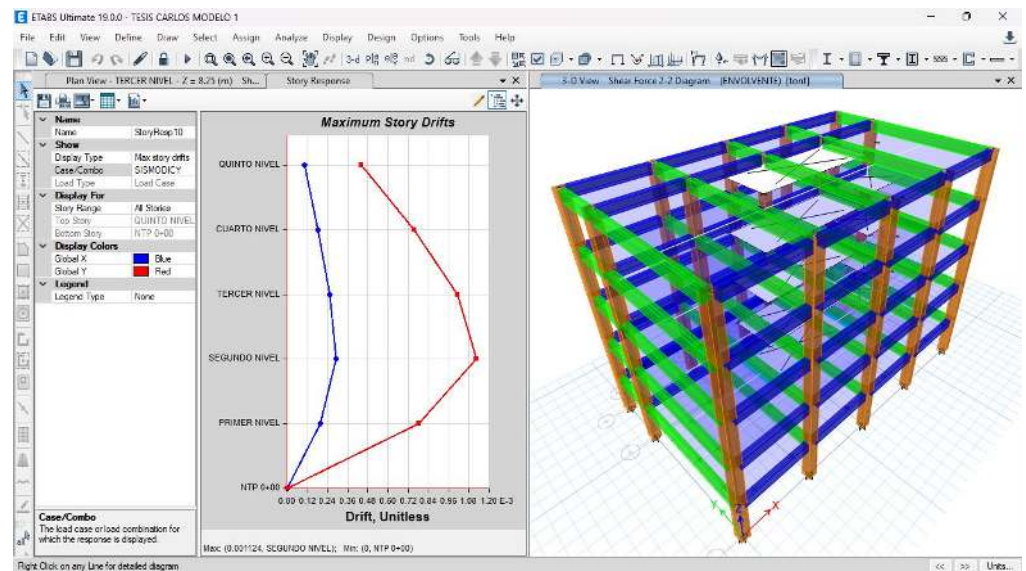 ETABS Ultimate 19.0.0 - TESIS CARLOS MODELO 1
File Edit View Define Draw Select Assign Analyze Display Design Options Tools Help
Plan View - TERCER NIVEL - Z = 8.25 (m) Sh...
Story Response
3-D View Shear Force 2-2 Diagram (ENVOLVENTE) [tonf]
Name
Name StoryResp10
Show
Display Type Max story drifts
Case/Combo SISMODICY
Load Type Load Case
Display For
Story Range All Stories
Top Story QUINTO NIVEL
Bottom Story NTP 0+00
Display Colors
Global X Blue
Global Y Red
Legend
Legend Type None
Case/Combo
The load case or load combination for
which the response is displayed.
Maximum Story Drifts
QUINTO NIVEL
CUARTO NIVEL
TERCER NIVEL
SEGUNDO NIVEL
PRIMER NIVEL
NTP 0+00
0.00 0.12 0.24 0.36 0.48 0.60 0.72 0.84 0.96 1.08 1.20 E-3
Drift, Unitless
Max: (0.001124, SEGUNDO NIVEL); Min: (0, NTP 0+00)
Y Z X
Right Click on any Line for detailed diagram
<< >> Units...